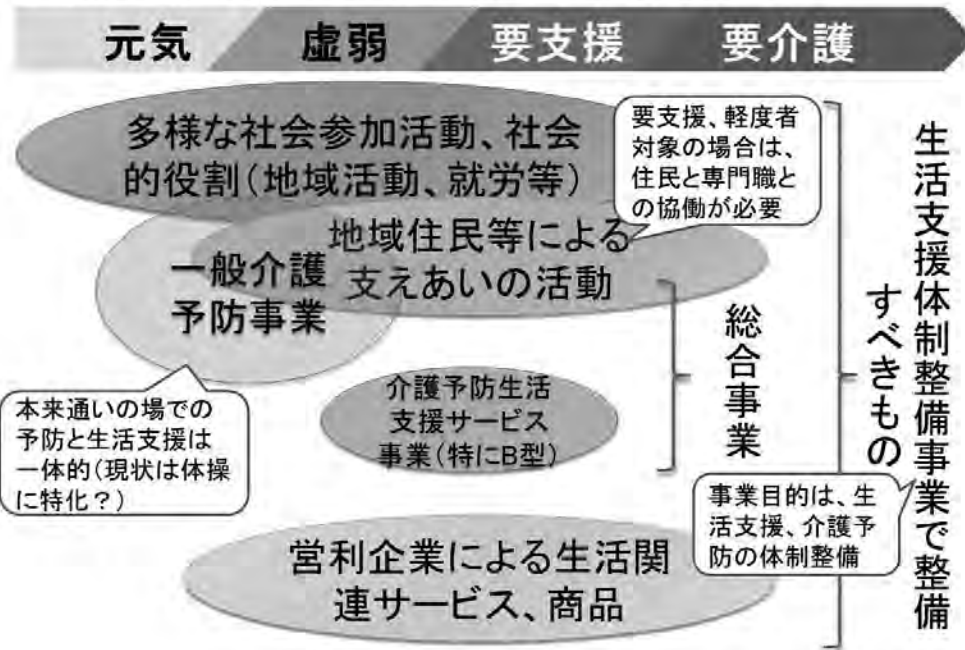 元気
虚弱
要支援
要介護
多様な社会参加活動、社会
的役割(地域活動、就労等)
要支援、軽度者
対象の場合は、
住民と専門職と
の協働が必要
地域住民等による
支えあいの活動
一般介護
予防事業
本来通いの場での
予防と生活支援は
一体的(現状は体操
に特化?)
介護予防生活
支援サービス
事業(特にB型)
総合事業
生活支援体制整備事業で整備
すべきもの
事業目的は、生
活支援、介護予
防の体制整備
営利企業による生活関
連サービス、商品